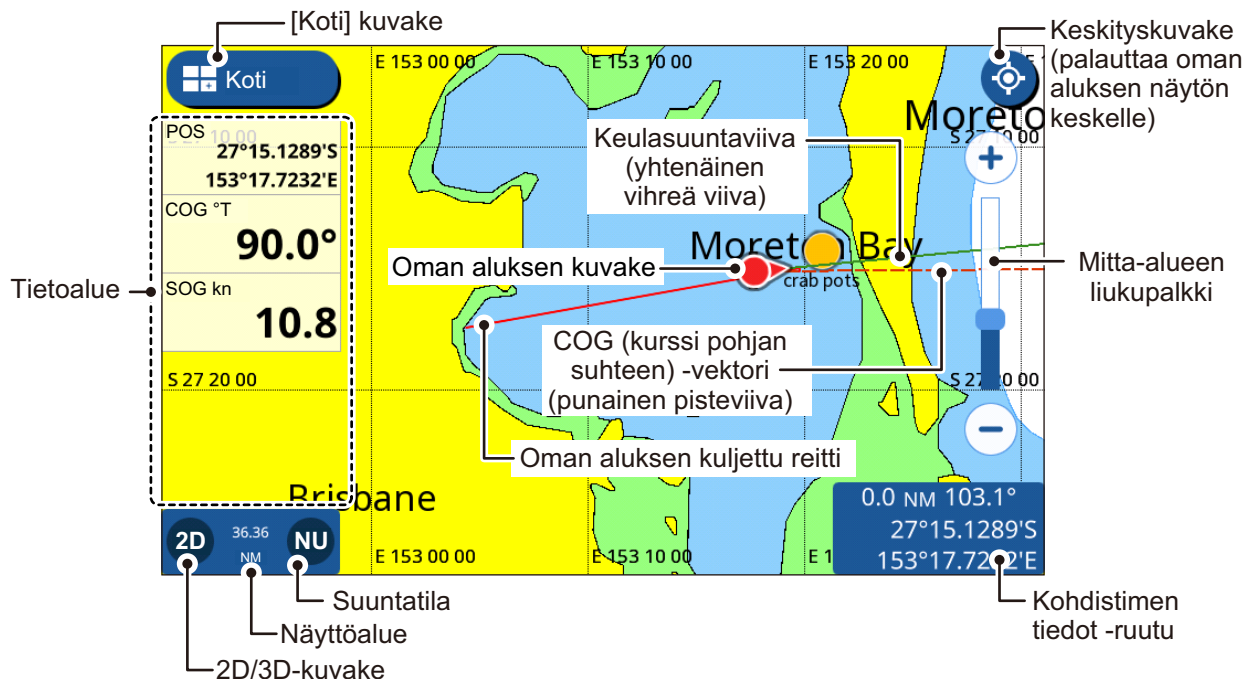 [Koti] kuvake
Keskityskuvake
(palauttaa oman
aluksen näytön
keskelle)
Koti
E 153 00 00
E 153 10 00
E 153 20 00
Moreto
POS
10 00
27°15.1289'S
153°17.7232'E
COG °T
90.0°
SOG kn
10.8
Tietoalue
Keulasuuntaviiva
(yhtenäinen
vihreä viiva)
Oman aluksen kuvake
crab pots
Mitta-alueen
liukupalkki
COG (kurssi pohjan
suhteen) -vektori
(punainen pisteviiva)
S 27 20 00
Oman aluksen kuljettu reitti
Brisbane
2D
36.36
NM
NU
E 153 00 00
E 153 10 00
E 1
0.0 NM 103.1°
27°15.1289'S
Suuntatila
Näyttöalue
2D/3D-kuvake
Kohdistimen
tiedot -ruutu